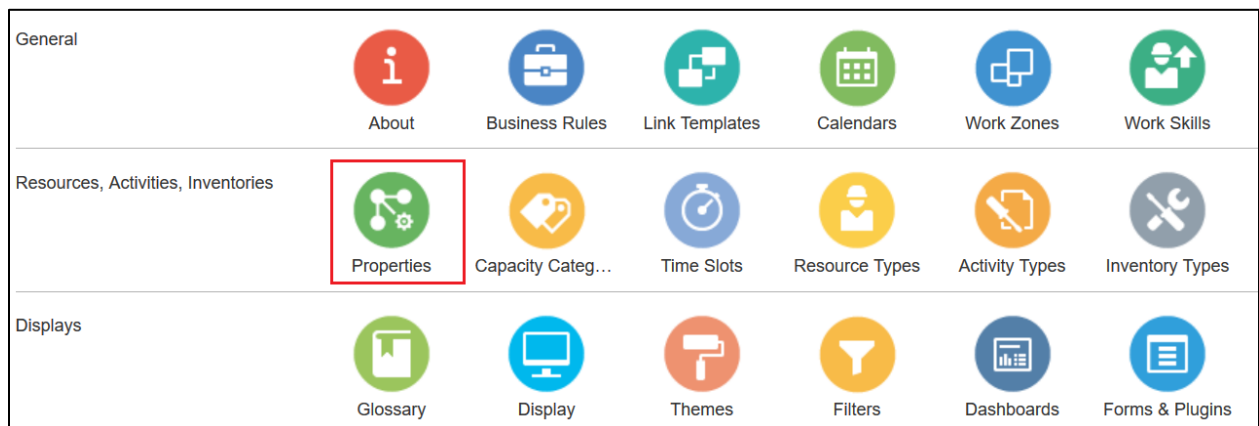 General
About
Business Rules
Link Templates
Calendars
Work Zones
Work Skills
Resources, Activities, Inventories
Properties
Capacity Categ...
Time Slots
Resource Types
Activity Types
Inventory Types
Displays
Glossary
Display
Themes
Filters
Dashboards
Forms & Plugins